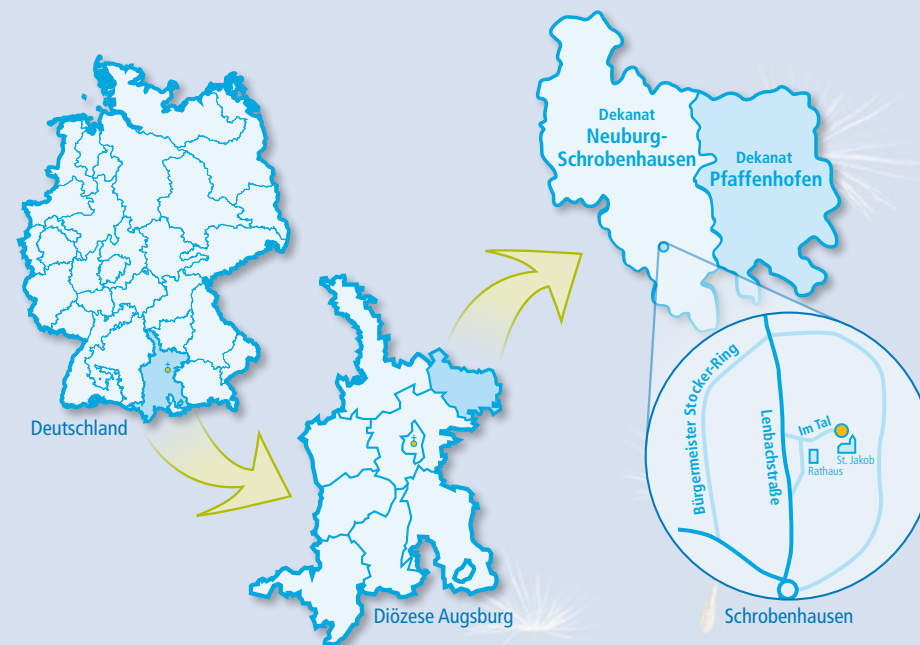 Deutschland
Diözese Augsburg
Dekanat
Neuburg-
Schrobenhausen
Dekanat
Pfaffenhofen
Bürgermeister Stocker-Ring
Lenbachstraße
Im Tal
St. Jakob
Rathaus
Schrobenhausen